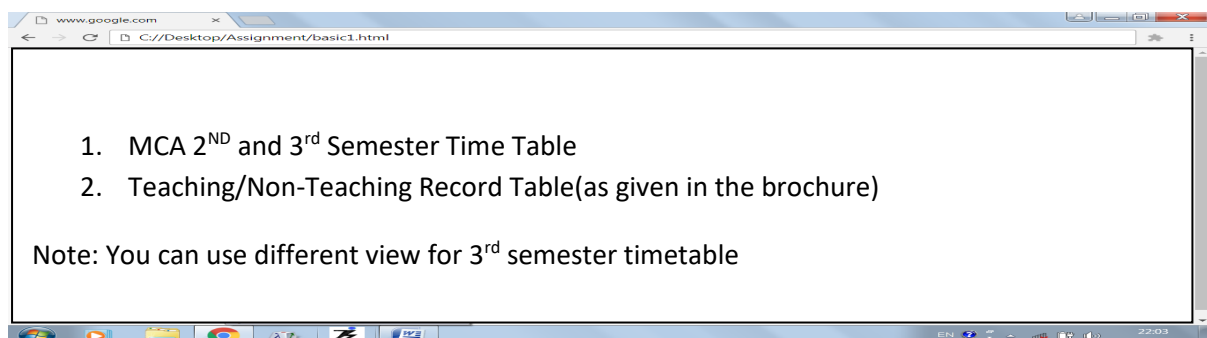 www.google.com
C://Desktop/Assignment/basic1.html
1. MCA 2ND and 3rd Semester Time Table
2. Teaching/Non-Teaching Record Table(as given in the brochure)
Note: You can use different view for 3rd semester timetable
EN
22:03